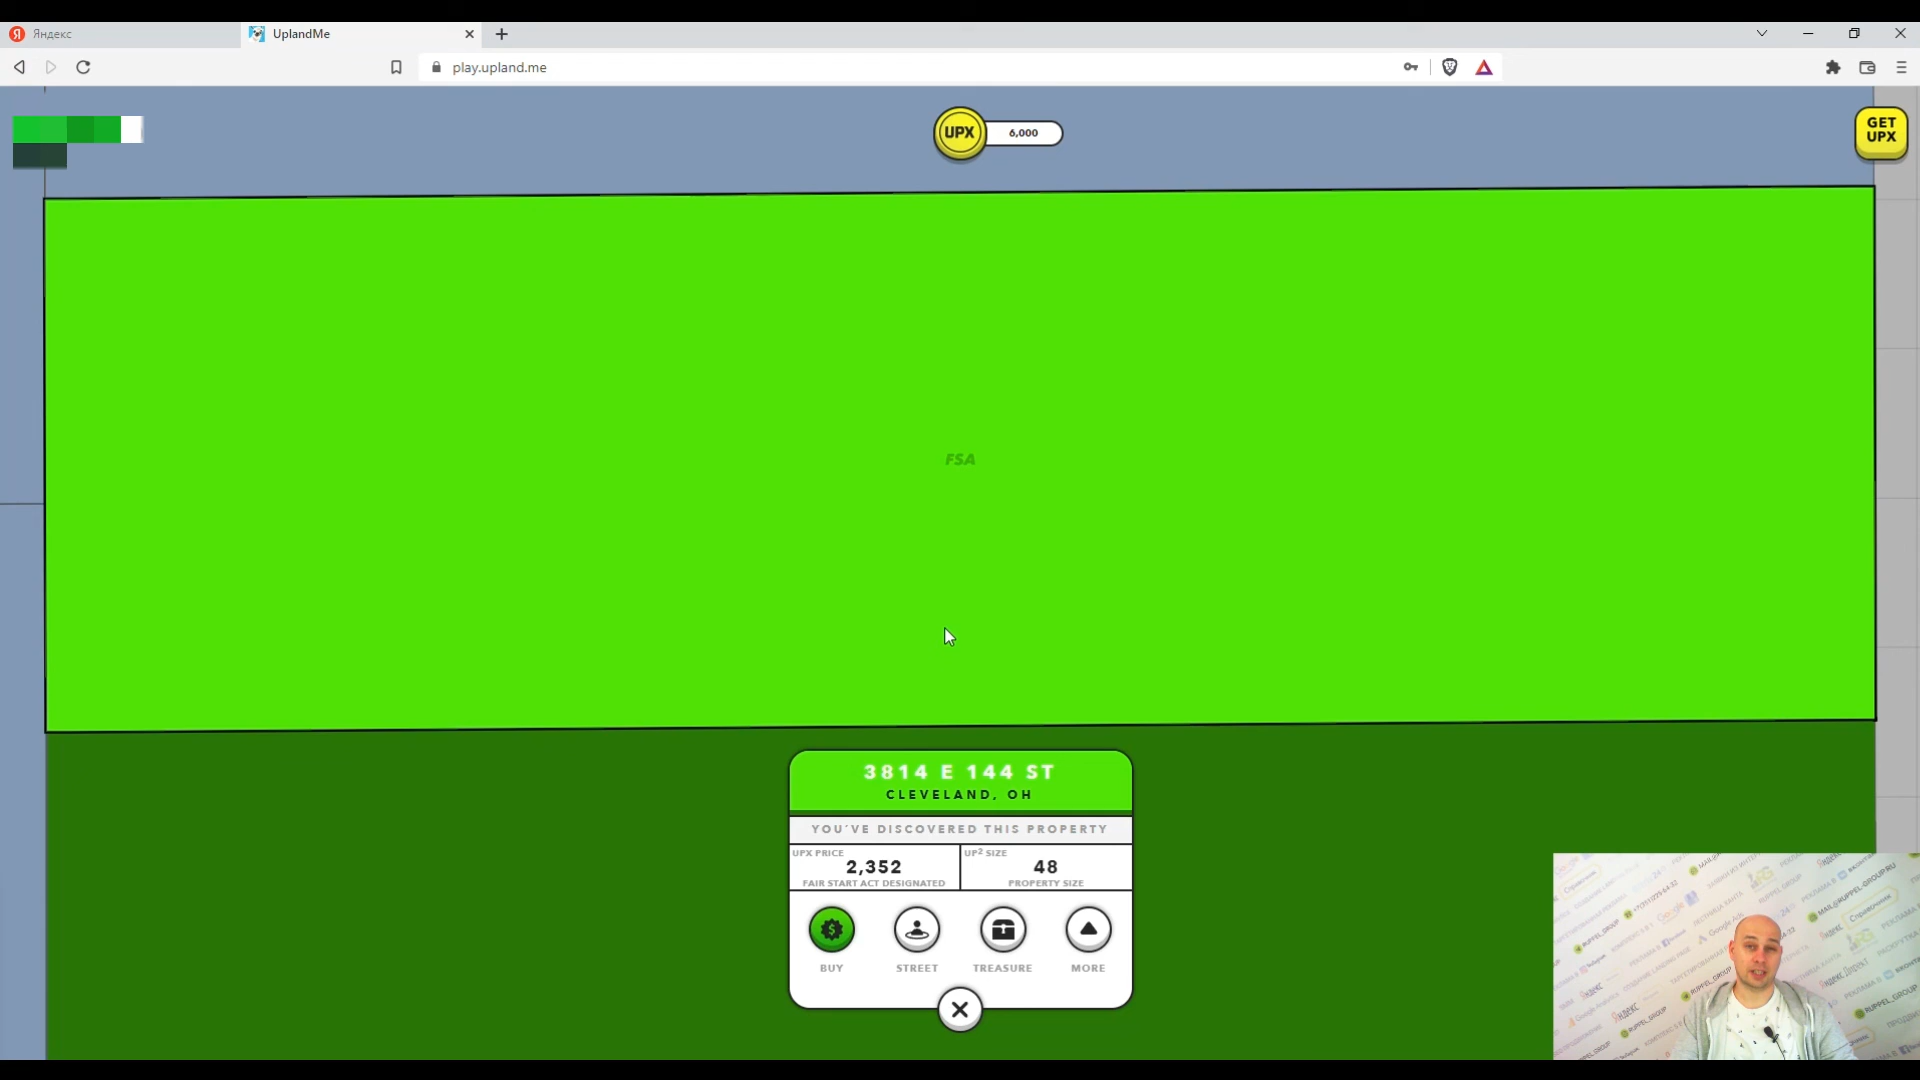 Яндекс
UplandMe
play.upland.me
UPX
6,000
GET
UPX
FSA
3814 E 144 ST
CLEVELAND, OH
YOU'VE DISCOVERED THIS PROPERTY
UPX PRICE
2,352
FAIR START ACT DESIGNATED
UP² SIZE
48
PROPERTY SIZE
BUY
STREET
TREASURE
MORE